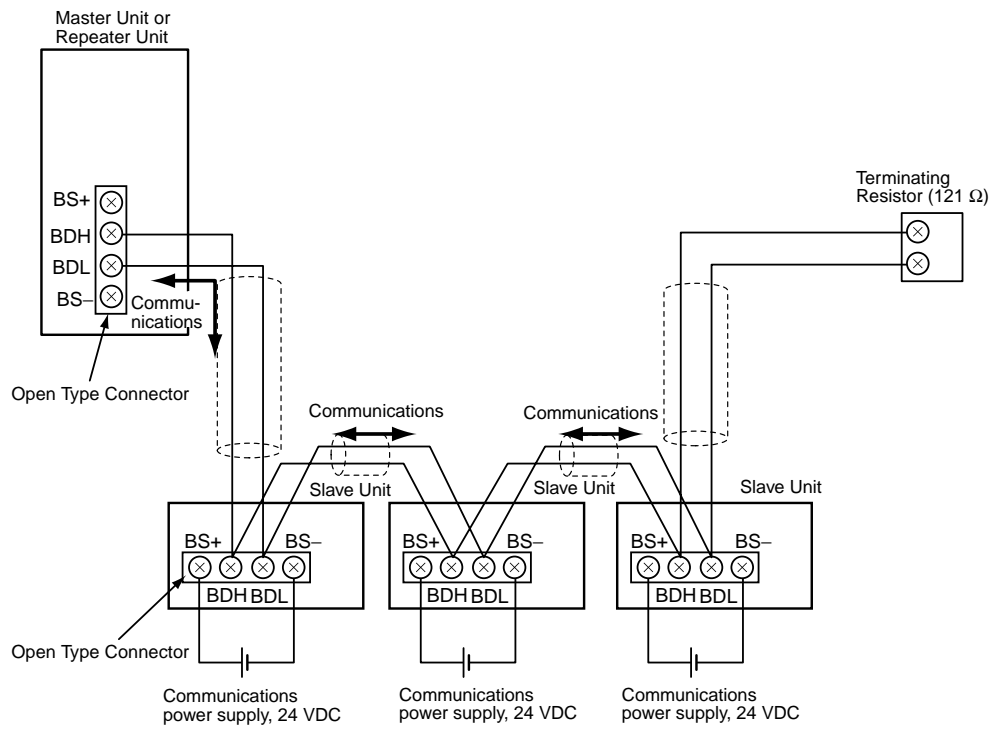 Master Unit or
Repeater Unit
BS+
BDH
BDL
BS–
Commu-
nications
Open Type Connector
Terminating
Resistor (121 Ω)
Communications
Communications
Slave Unit
Slave Unit
Slave Unit
BS+
BS–
BS+
BS–
BS+
BS–
BDH BDL
BDH BDL
BDH BDL
Open Type Connector
Communications
power supply, 24 VDC
Communications
power supply, 24 VDC
Communications
power supply, 24 VDC